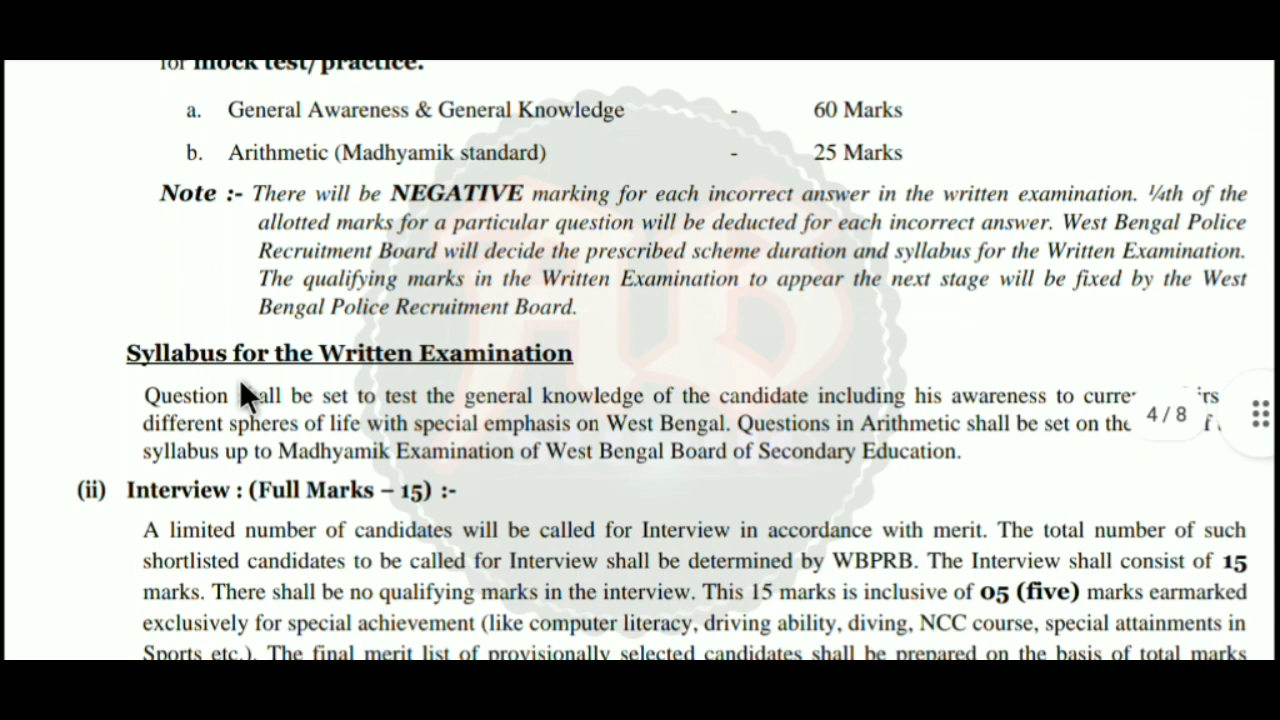 for mock test/practice.
a. General Awareness & General Knowledge - 60 Marks
b. Arithmetic (Madhyamik standard) - 25 Marks
Note :- There will be NEGATIVE marking for each incorrect answer in the written examination. ¼th of the
allotted marks for a particular question will be deducted for each incorrect answer. West Bengal Police
Recruitment Board will decide the prescribed scheme duration and syllabus for the Written Examination.
The qualifying marks in the Written Examination to appear the next stage will be fixed by the West
Bengal Police Recruitment Board.
Syllabus for the Written Examination
Question all be set to test the general knowledge of the candidate including his awareness to
different spheres of life with special emphasis on West Bengal. Questions in Arithmetic shall be set on the
4 / 8
syllabus up to Madhyamik Examination of West Bengal Board of Secondary Education.
(ii) Interview : (Full Marks – 15) :-
A limited number of candidates will be called for Interview in accordance with merit. The total number of such
shortlisted candidates to be called for Interview shall be determined by WBPRB. The Interview shall consist of 15
marks. There shall be no qualifying marks in the interview. This 15 marks is inclusive of 05 (five) marks earmarked
exclusively for special achievement (like computer literacy, driving ability, diving, NCC course, special attainments in
Sports etc.). The final merit list of provisionally selected candidates shall be prepared on the basis of total marks